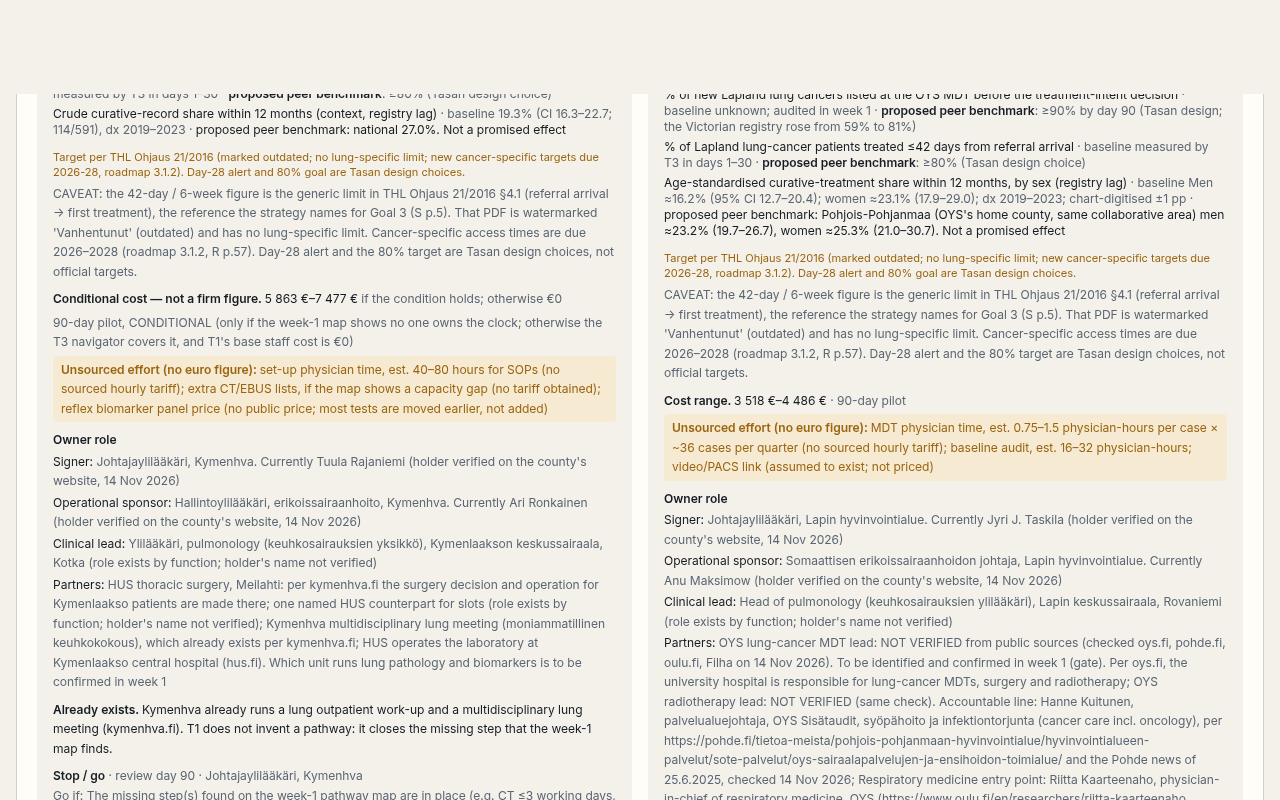 measured by T3 in days 1–30 · proposed peer benchmark: ≥80% (Tasan design choice)
Crude curative-record share within 12 months (context, registry lag) · baseline 19.3% (CI 16.3–22.7;
114/591), dx 2019–2023 · proposed peer benchmark: national 27.0%. Not a promised effect
Target per THL Ohjaus 21/2016 (marked outdated; no lung-specific limit; new cancer-specific targets due
2026-28, roadmap 3.1.2). Day-28 alert and 80% goal are Tasan design choices.
CAVEAT: the 42-day / 6-week figure is the generic limit in THL Ohjaus 21/2016 §4.1 (referral arrival
→ first treatment), the reference the strategy names for Goal 3 (S p.5). That PDF is watermarked
'Vanhentunut' (outdated) and has no lung-specific limit. Cancer-specific access times are due
2026–2028 (roadmap 3.1.2, R p.57). Day-28 alert and the 80% target are Tasan design choices, not
official targets.
Conditional cost — not a firm figure. 5 863 €–7 477 € if the condition holds; otherwise €0
90-day pilot, CONDITIONAL (only if the week-1 map shows no one owns the clock; otherwise the
T3 navigator covers it, and T1's base staff cost is €0)
Unsourced effort (no euro figure): set-up physician time, est. 40–80 hours for SOPs (no
sourced hourly tariff); extra CT/EBUS lists, if the map shows a capacity gap (no tariff obtained);
reflex biomarker panel price (no public price; most tests are moved earlier, not added)
Owner role
Signer: Johtajaylilääkäri, Kymenhva. Currently Tuula Rajaniemi (holder verified on the county's
website, 14 Nov 2026)
Operational sponsor: Hallintoylilääkäri, erikoissairaanhoito, Kymenhva. Currently Ari Ronkainen
(holder verified on the county's website, 14 Nov 2026)
Clinical lead: Ylilääkäri, pulmonology (keuhkosairauksien yksikkö), Kymenlaakson keskussairaala,
Kotka (role exists by function; holder's name not verified)
Partners: HUS thoracic surgery, Meilahti: per kymenhva.fi the surgery decision and operation for
Kymenlaakso patients are made there; one named HUS counterpart for slots (role exists by
function; holder's name not verified); Kymenhva multidisciplinary lung meeting (moniammatillinen
keuhkokokous), which already exists per kymenhva.fi; HUS operates the laboratory at
Kymenlaakso central hospital (hus.fi). Which unit runs lung pathology and biomarkers is to be
confirmed in week 1
Already exists. Kymenhva already runs a lung outpatient work-up and a multidisciplinary lung
meeting (kymenhva.fi). T1 does not invent a pathway: it closes the missing step that the week-1
map finds.
Stop / go · review day 90 · Johtajaylilääkäri, Kymenhva
Go if: The missing step(s) found on the week-1 pathway map are in place (e.g. CT ≤3 working days,
% of new Lapland lung cancers listed at the OYS MDT before the treatment-intent decision ·
baseline unknown; audited in week 1 · proposed peer benchmark: ≥90% by day 90 (Tasan design;
the Victorian registry rose from 59% to 81%)
% of Lapland lung-cancer patients treated ≤42 days from referral arrival · baseline measured by
T3 in days 1–30 · proposed peer benchmark: ≥80% (Tasan design choice)
Age-standardised curative-treatment share within 12 months, by sex (registry lag) · baseline Men
≈16.2% (95% CI 12.7–20.4); women ≈23.1% (17.9–29.0); dx 2019–2023; chart-digitised ±1 pp ·
proposed peer benchmark: Pohjois-Pohjanmaa (OYS's home county, same collaborative area) men
≈23.2% (19.7–26.7), women ≈25.3% (21.0–30.7). Not a promised effect
Target per THL Ohjaus 21/2016 (marked outdated; no lung-specific limit; new cancer-specific targets due
2026-28, roadmap 3.1.2). Day-28 alert and 80% goal are Tasan design choices.
CAVEAT: the 42-day / 6-week figure is the generic limit in THL Ohjaus 21/2016 §4.1 (referral arrival
→ first treatment), the reference the strategy names for Goal 3 (S p.5). That PDF is watermarked
'Vanhentunut' (outdated) and has no lung-specific limit. Cancer-specific access times are due
2026–2028 (roadmap 3.1.2, R p.57). Day-28 alert and the 80% target are Tasan design choices, not
official targets.
Cost range. 3 518 €–4 486 € · 90-day pilot
Unsourced effort (no euro figure): MDT physician time, est. 0.75–1.5 physician-hours per case ×
~36 cases per quarter (no sourced hourly tariff); baseline audit, est. 16–32 physician-hours;
video/PACS link (assumed to exist; not priced)
Owner role
Signer: Johtajaylilääkäri, Lapin hyvinvointialue. Currently Jyri J. Taskila (holder verified on the
county's website, 14 Nov 2026)
Operational sponsor: Somaattisen erikoissairaanhoidon johtaja, Lapin hyvinvointialue. Currently
Anu Maksimow (holder verified on the county's website, 14 Nov 2026)
Clinical lead: Head of pulmonology (keuhkosairauksien ylilääkäri), Lapin keskussairaala, Rovaniemi
(role exists by function; holder's name not verified)
Partners: OYS lung-cancer MDT lead: NOT VERIFIED from public sources (checked oys.fi, pohde.fi,
oulu.fi, Filha on 14 Nov 2026). To be identified and confirmed in week 1 (gate). Per oys.fi, the
university hospital is responsible for lung-cancer MDTs, surgery and radiotherapy; OYS
radiotherapy lead: NOT VERIFIED (same check). Accountable line: Hanne Kuitunen,
palvelualuejohtaja, OYS Sisätaudit, syöpähoito ja infektiontorjunta (cancer care incl. oncology), per
https://pohde.fi/tietoa-meista/pohjois-pohjanmaan-hyvinvointialue/hyvinvointialueen-
palvelut/sote-palvelut/oys-sairaalapalvelujen-ja-ensihoidon-toimialue/ and the Pohde news of
25.6.2025, checked 14 Nov 2026; Respiratory medicine entry point: Riitta Kaarteenaho, physician-
in-chief of respiratory medicine, OYS (https://www.oulu.fi/en/researchers/riitta-kaarteenaho,